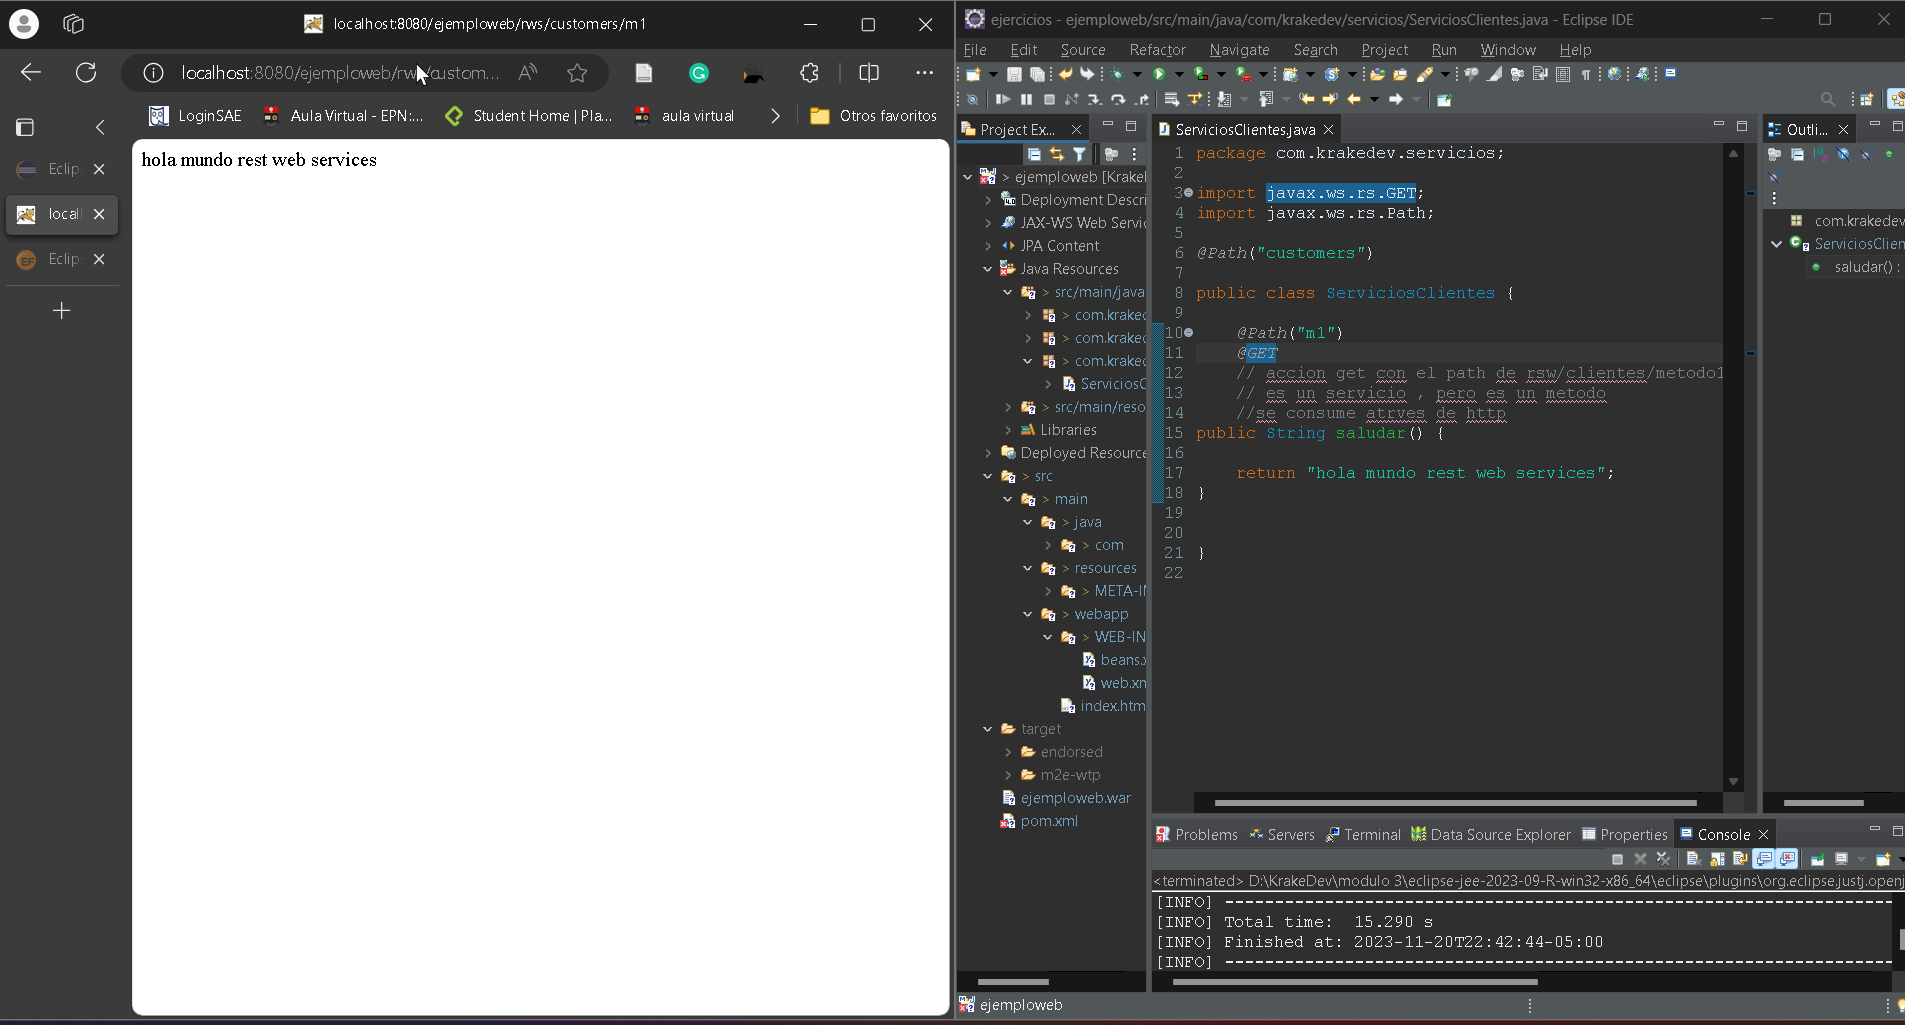 localhost:8080/ejemploweb/rws/customers/m1
localhost:8080/ejemploweb/rws/custom...
LoginSAE
Aula Virtual - EPN:...
Student Home | Pla...
aula virtual
Otros favoritos
Eclip
local
Eclip
hola mundo rest web services
ejercicios - ejemploweb/src/main/java/com/krakedev/servicios/ServiciosClientes.java - Eclipse IDE
File Edit Source Refactor Navigate Search Project Run Window Help
Project Ex...
> ejemploweb [Krake
Deployment Descri
JAX-WS Web Servic
JPA Content
Java Resources
> src/main/java
> com.kraked
> com.kraked
> com.kraked
ServiciosC
> src/main/reso
Libraries
Deployed Resource
> src
> main
> java
> com
> resources
> META-IN
> webapp
> WEB-IN
beans.x
web.xm
index.htm
target
endorsed
m2e-wtp
ejemploweb.war
pom.xml
ServiciosClientes.java
1 package com.krakedev.servicios;
2
3 import javax.ws.rs.GET;
4 import javax.ws.rs.Path;
5
6 @Path("customers")
7
8 public class ServiciosClientes {
9
10 @Path("m1")
11 @GET
12 // accion get con el path de rsw/clientes/metodo1
13 // es un servicio , pero es un metodo
14 //se consume atrves de http
15 public String saludar() {
16
17 return "hola mundo rest web services";
18 }
19
20
21 }
22
Outli...
com.krakedev
ServiciosClien
saludar() :
Problems Servers Terminal Data Source Explorer Properties Console
<terminated> D:\KrakeDev\modulo 3\eclipse-jee-2023-09-R-win32-x86_64\eclipse\plugins\org.eclipse.justj.openj
[INFO] ------------------------------------------------------------------------
[INFO] Total time:  15.290 s
[INFO] Finished at: 2023-11-20T22:42:44-05:00
[INFO] ------------------------------------------------------------------------
ejemploweb